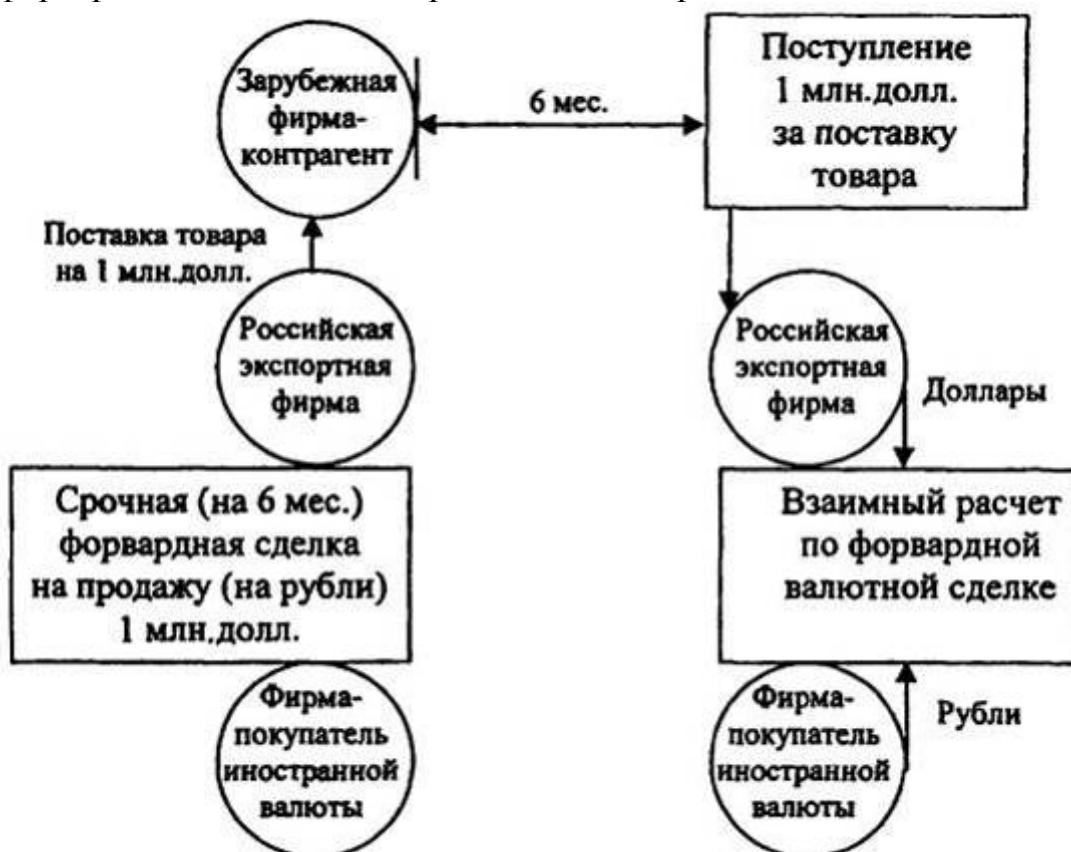 Зарубежная
фирма-
контрагент
6 мес.
Поступление
1 млн.долл.
за поставку
товара
Поставка товара
на 1 млн.долл.
Российская
экспортная
фирма
Российская
экспортная
фирма
Доллары
Срочная (на 6 мес.)
форвардная сделка
на продажу (на рубли)
1 млн.долл.
Взаимный расчет
по форвардной
валютной сделке
Фирма-
покупатель
иностранной
валюты
Фирма-
покупатель
иностранной
валюты
Рубли